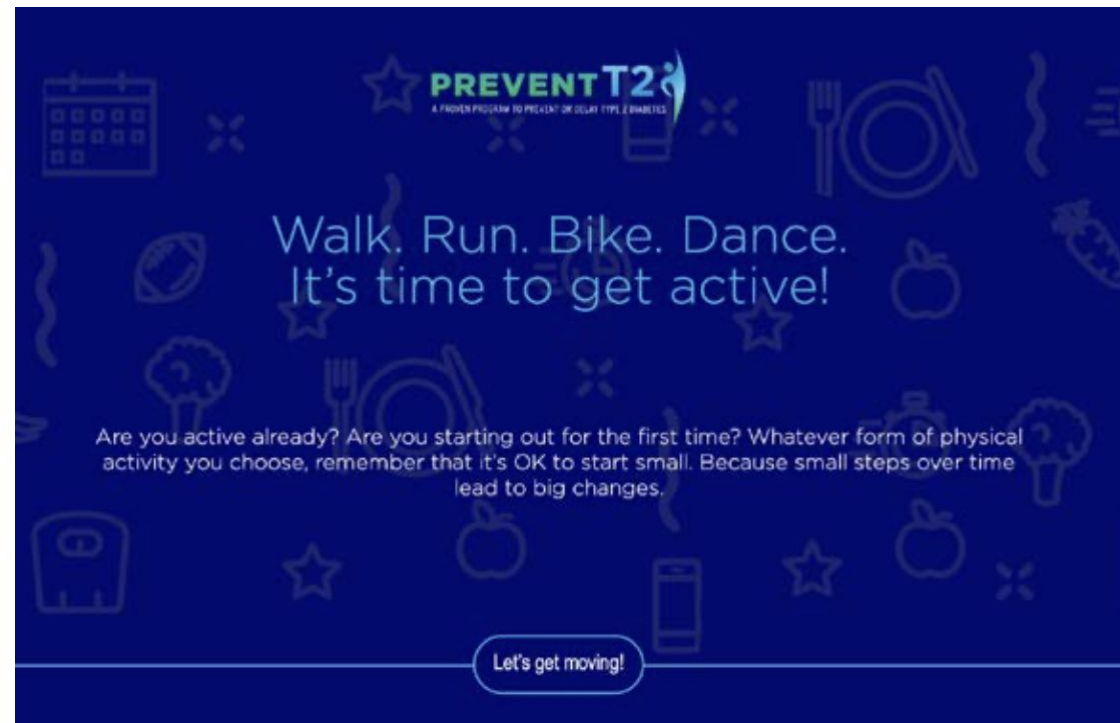 PREVENT T2
A PROVEN PROGRAM TO PREVENT OR DELAY TYPE 2 DIABETES
Walk. Run. Bike. Dance.
It's time to get active!
Are you active already? Are you starting out for the first time? Whatever form of physical
activity you choose, remember that it's OK to start small. Because small steps over time
lead to big changes.
Let's get moving!